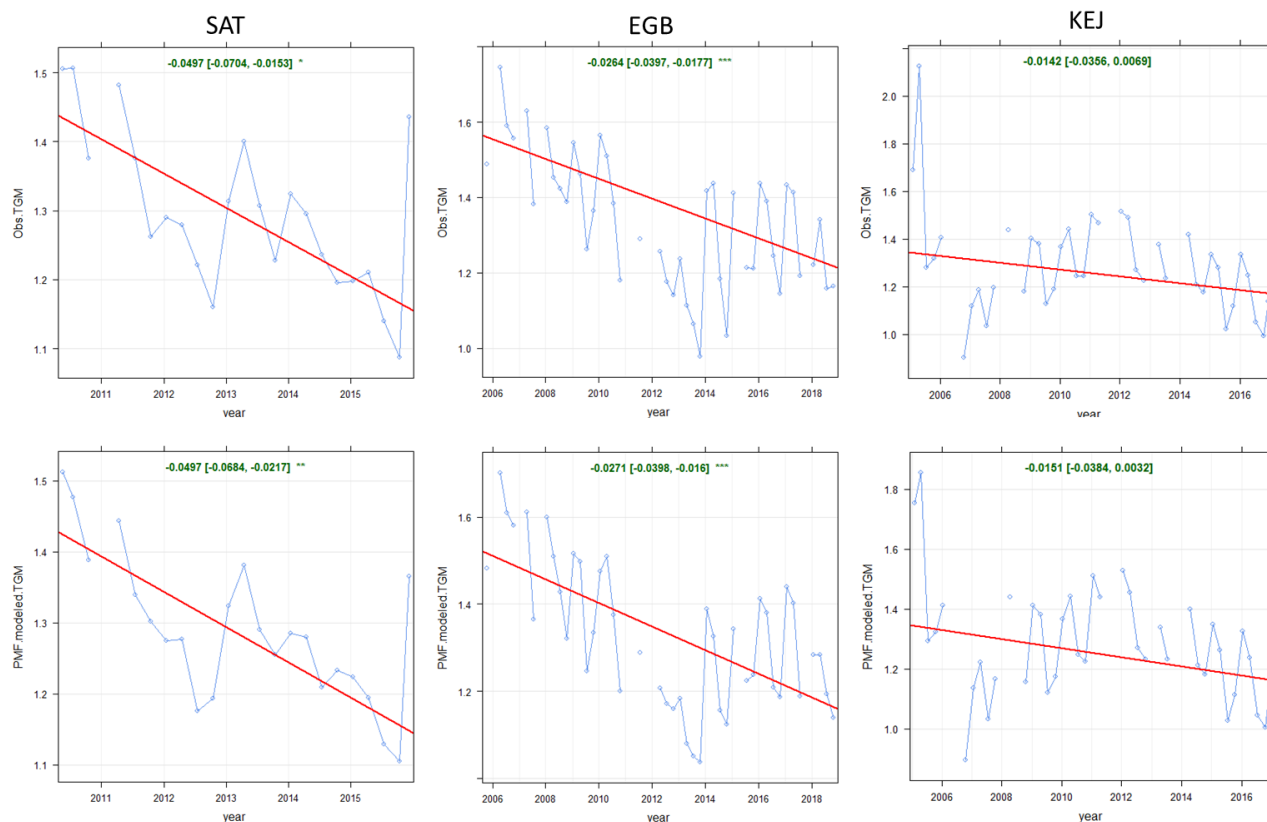 SAT EGB KEJ
-0.0497 [-0.0704, -0.0153] *
1.5
1.4
1.3
1.2
1.1
Obs.TGM
2011 2012 2013 2014 2015
year
-0.0264 [-0.0397, -0.0177] ***
1.6
1.4
1.2
1.0
Obs.TGM
2006 2008 2010 2012 2014 2016 2018
year
-0.0142 [-0.0356, 0.0069]
2.0
1.8
1.6
1.4
1.2
1.0
Obs.TGM
2006 2008 2010 2012 2014 2016
year
-0.0497 [-0.0684, -0.0217] **
1.5
1.4
1.3
1.2
1.1
PMF.modeled.TGM
2011 2012 2013 2014 2015
year
-0.0271 [-0.0398, -0.016] ***
1.6
1.4
1.2
PMF.modeled.TGM
2006 2008 2010 2012 2014 2016 2018
year
-0.0151 [-0.0384, 0.0032]
1.8
1.6
1.4
1.2
1.0
PMF.modeled.TGM
2006 2008 2010 2012 2014 2016
year